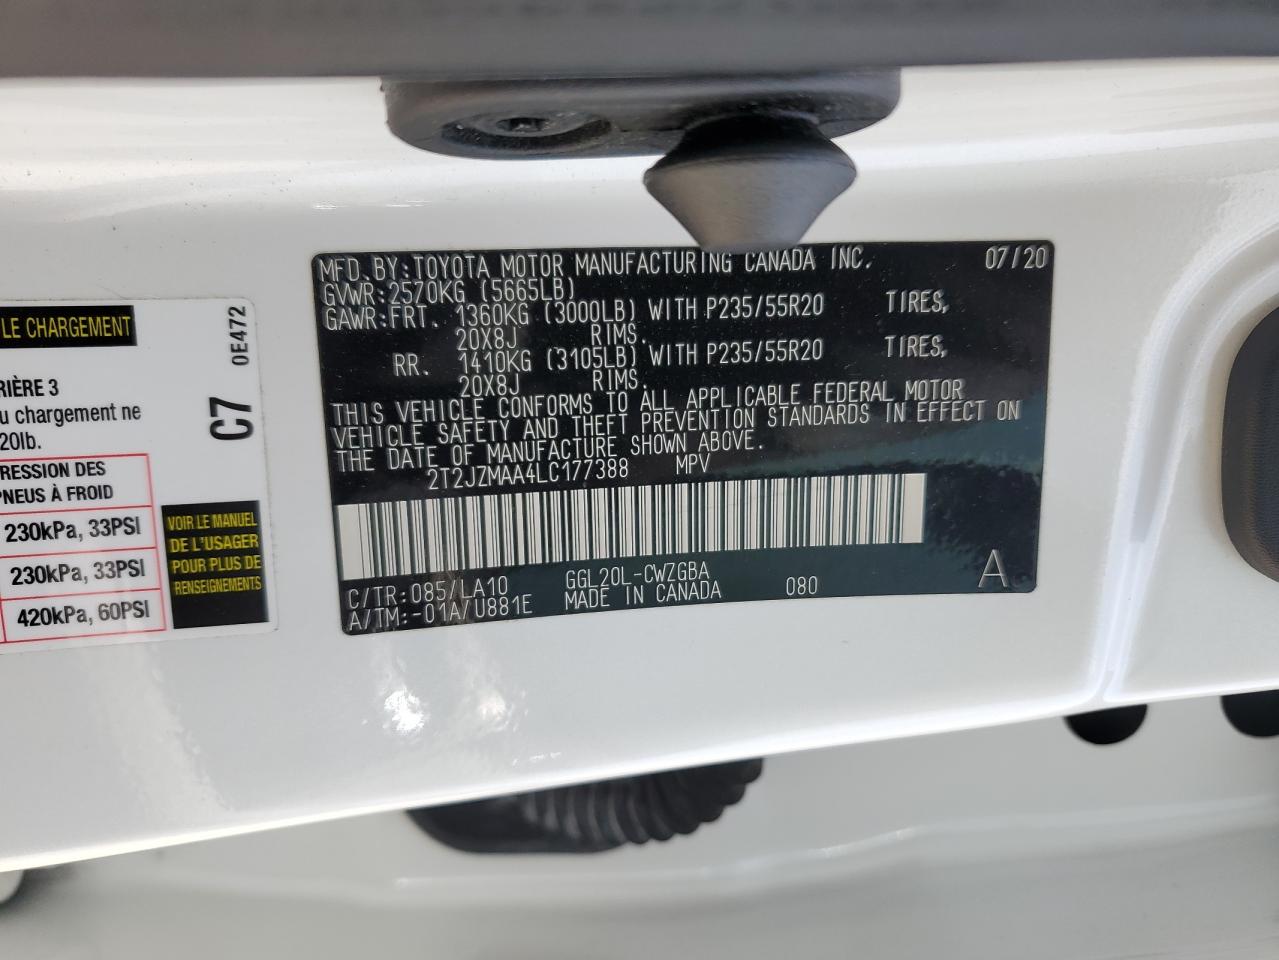 MFD. BY:TOYOTA MOTOR MANUFACTURING CANADA INC. 07/20
GVWR:2570KG (5665LB)
GAWR:FRT. 1360KG (3000LB) WITH P235/55R20 TIRES,
20X8J RIMS.
RR. 1410KG (3105LB) WITH P235/55R20 TIRES,
20X8J RIMS.
THIS VEHICLE CONFORMS TO ALL APPLICABLE FEDERAL MOTOR
VEHICLE SAFETY AND THEFT PREVENTION STANDARDS IN EFFECT ON
THE DATE OF MANUFACTURE SHOWN ABOVE.
2T2JZMAA4LC177388 MPV
C/TR:085/LA10 GGL20L-CWZGBA
A/TM:-01A/U881E MADE IN CANADA 080 A
LE CHARGEMENT
0E472
C7
RIÈRE 3
u chargement ne
20lb.
RESSION DES
PNEUS À FROID
230kPa, 33PSI
230kPa, 33PSI
420kPa, 60PSI
VOIR LE MANUEL
DE L'USAGER
POUR PLUS DE
RENSEIGNEMENTS